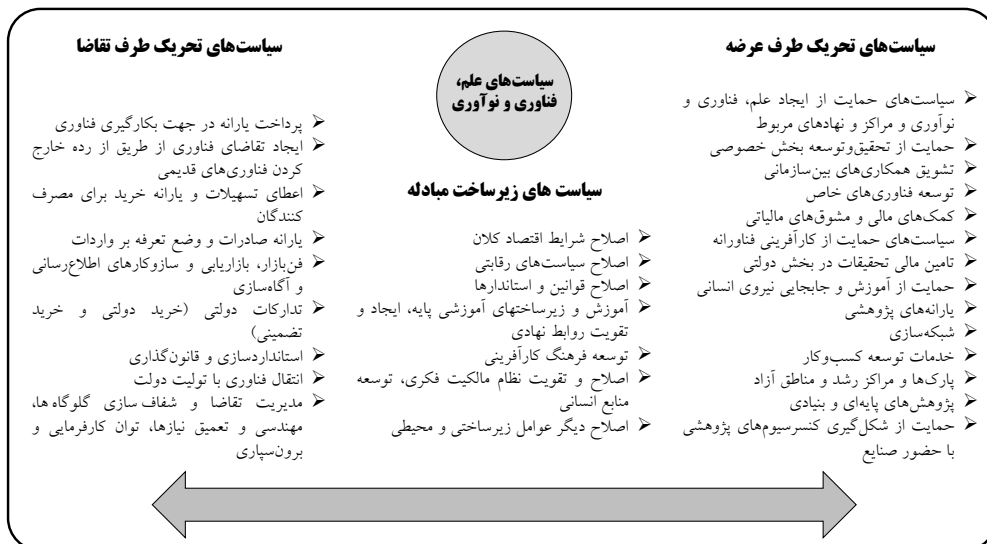 سیاست‌های تحریک طرف عرضه
سیاست‌های حمایت از ایجاد علم، فناوری و
نوآوری و مراکز و نهادهای مربوط
حمایت از تحقیق‌وتوسعه بخش خصوصی
تشویق همکاری‌های بین‌سازمانی
توسعه فناوری‌های خاص
کمک‌های مالی و مشوق‌های مالیاتی
سیاست‌های حمایت از کارآفرینی فناورانه
تامین مالی تحقیقات در بخش دولتی
حمایت از آموزش و جابجایی نیروی انسانی
یارانه‌های پژوهشی
شبکه‌سازی
خدمات توسعه کسب‌وکار
پارک‌ها و مراکز رشد و مناطق آزاد
پژوهش‌های پایه‌ای و بنیادی
حمایت از شکل‌گیری کنسرسیوم‌های پژوهشی
با حضور صنایع
سیاست‌های علم،
فناوری و نوآوری
سیاست های زیرساخت مبادله
اصلاح شرایط اقتصاد کلان
اصلاح سیاست‌های رقابتی
اصلاح قوانین و استاندارها
آموزش و زیرساختهای آموزشی پایه، ایجاد و
تقویت روابط نهادی
توسعه فرهنگ کارآفرینی
اصلاح و تقویت نظام مالکیت فکری، توسعه
منابع انسانی
اصلاح دیگر عوامل زیرساختی و محیطی
سیاست‌های تحریک طرف تقاضا
پرداخت یارانه در جهت بکارگیری فناوری
ایجاد تقاضای فناوری از طریق از رده خارج
کردن فناوری‌های قدیمی
اعطای تسهیلات و یارانه خرید برای مصرف
کنندگان
یارانه صادرات و وضع تعرفه بر واردات
فن‌بازار، بازاریابی و سازوکارهای اطلاع‌رسانی
و آگاه‌سازی
تدارکات دولتی (خرید دولتی و خرید
تضمینی)
استانداردسازی و قانون‌گذاری
انتقال فناوری با تولیت دولت
مدیریت تقاضا و شفاف سازی گلوگاه ها،
مهندسی و تعمیق نیازها، توان کارفرمایی و
برون‌سپاری